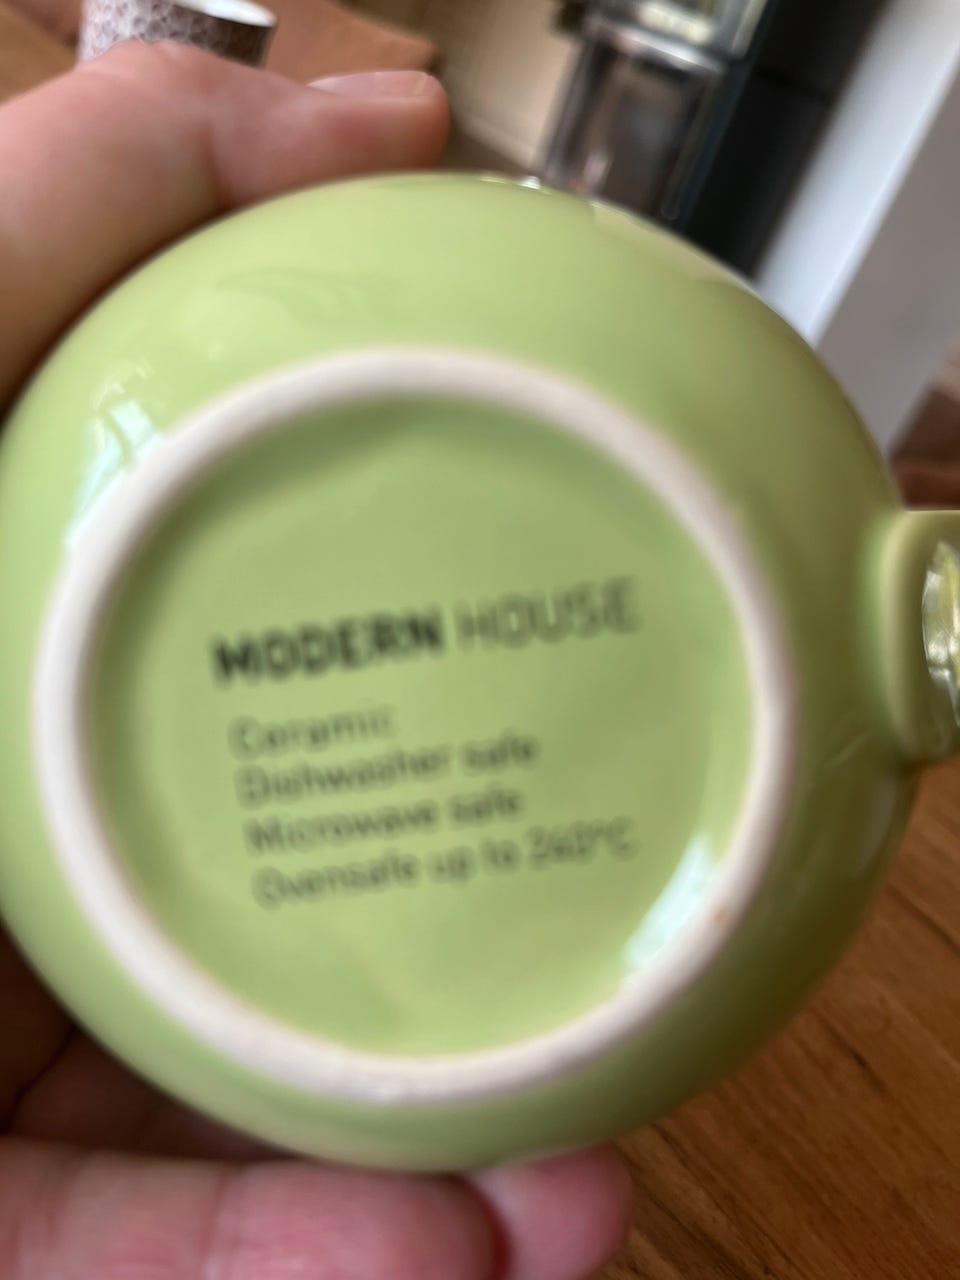 MODERN HOUSE
Ceramic
Dishwasher safe
Microwave safe
Ovensafe up to 240°C